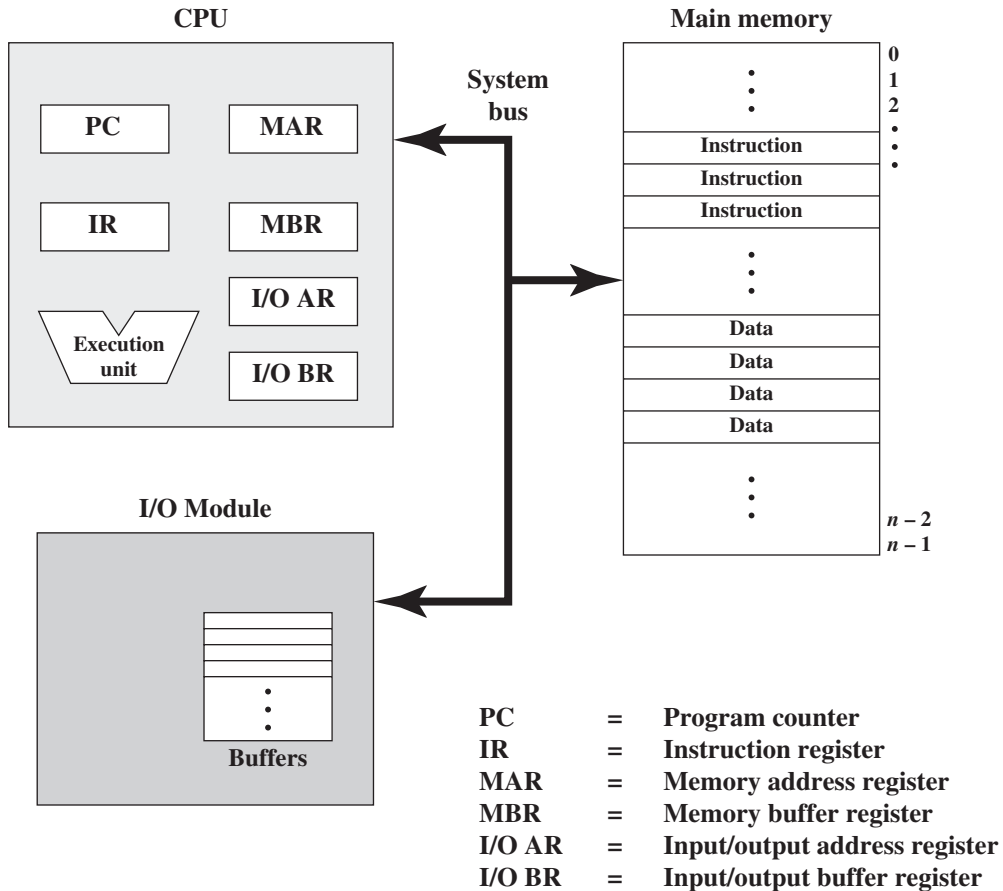 CPU
PC
MAR
IR
MBR
I/O AR
Execution
unit
I/O BR
System
bus
Main memory
0
1
2
Instruction
Instruction
Instruction
Data
Data
Data
Data
n – 2
n – 1
I/O Module
Buffers
PC = Program counter
IR = Instruction register
MAR = Memory address register
MBR = Memory buffer register
I/O AR = Input/output address register
I/O BR = Input/output buffer register